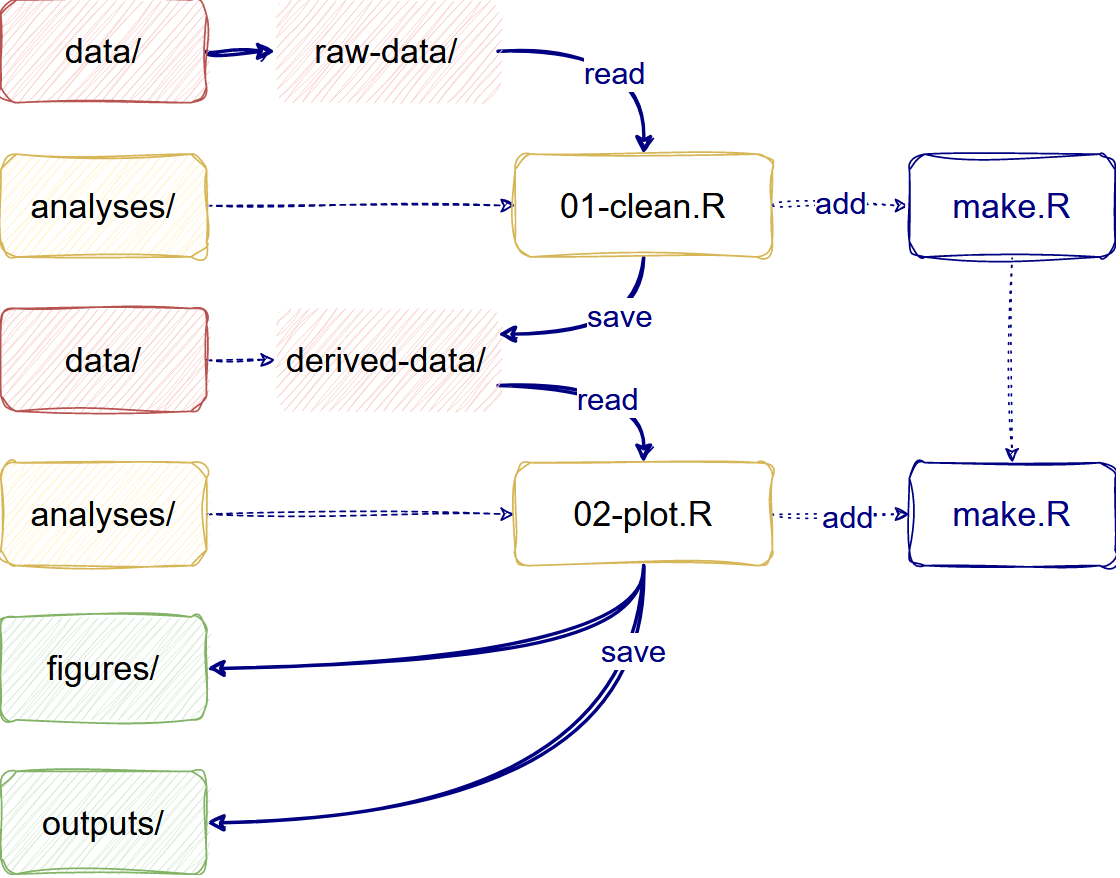 data/
raw-data/
read
analyses/
01-clean.R
add
make.R
save
data/
derived-data/
read
analyses/
02-plot.R
add
make.R
save
figures/
outputs/